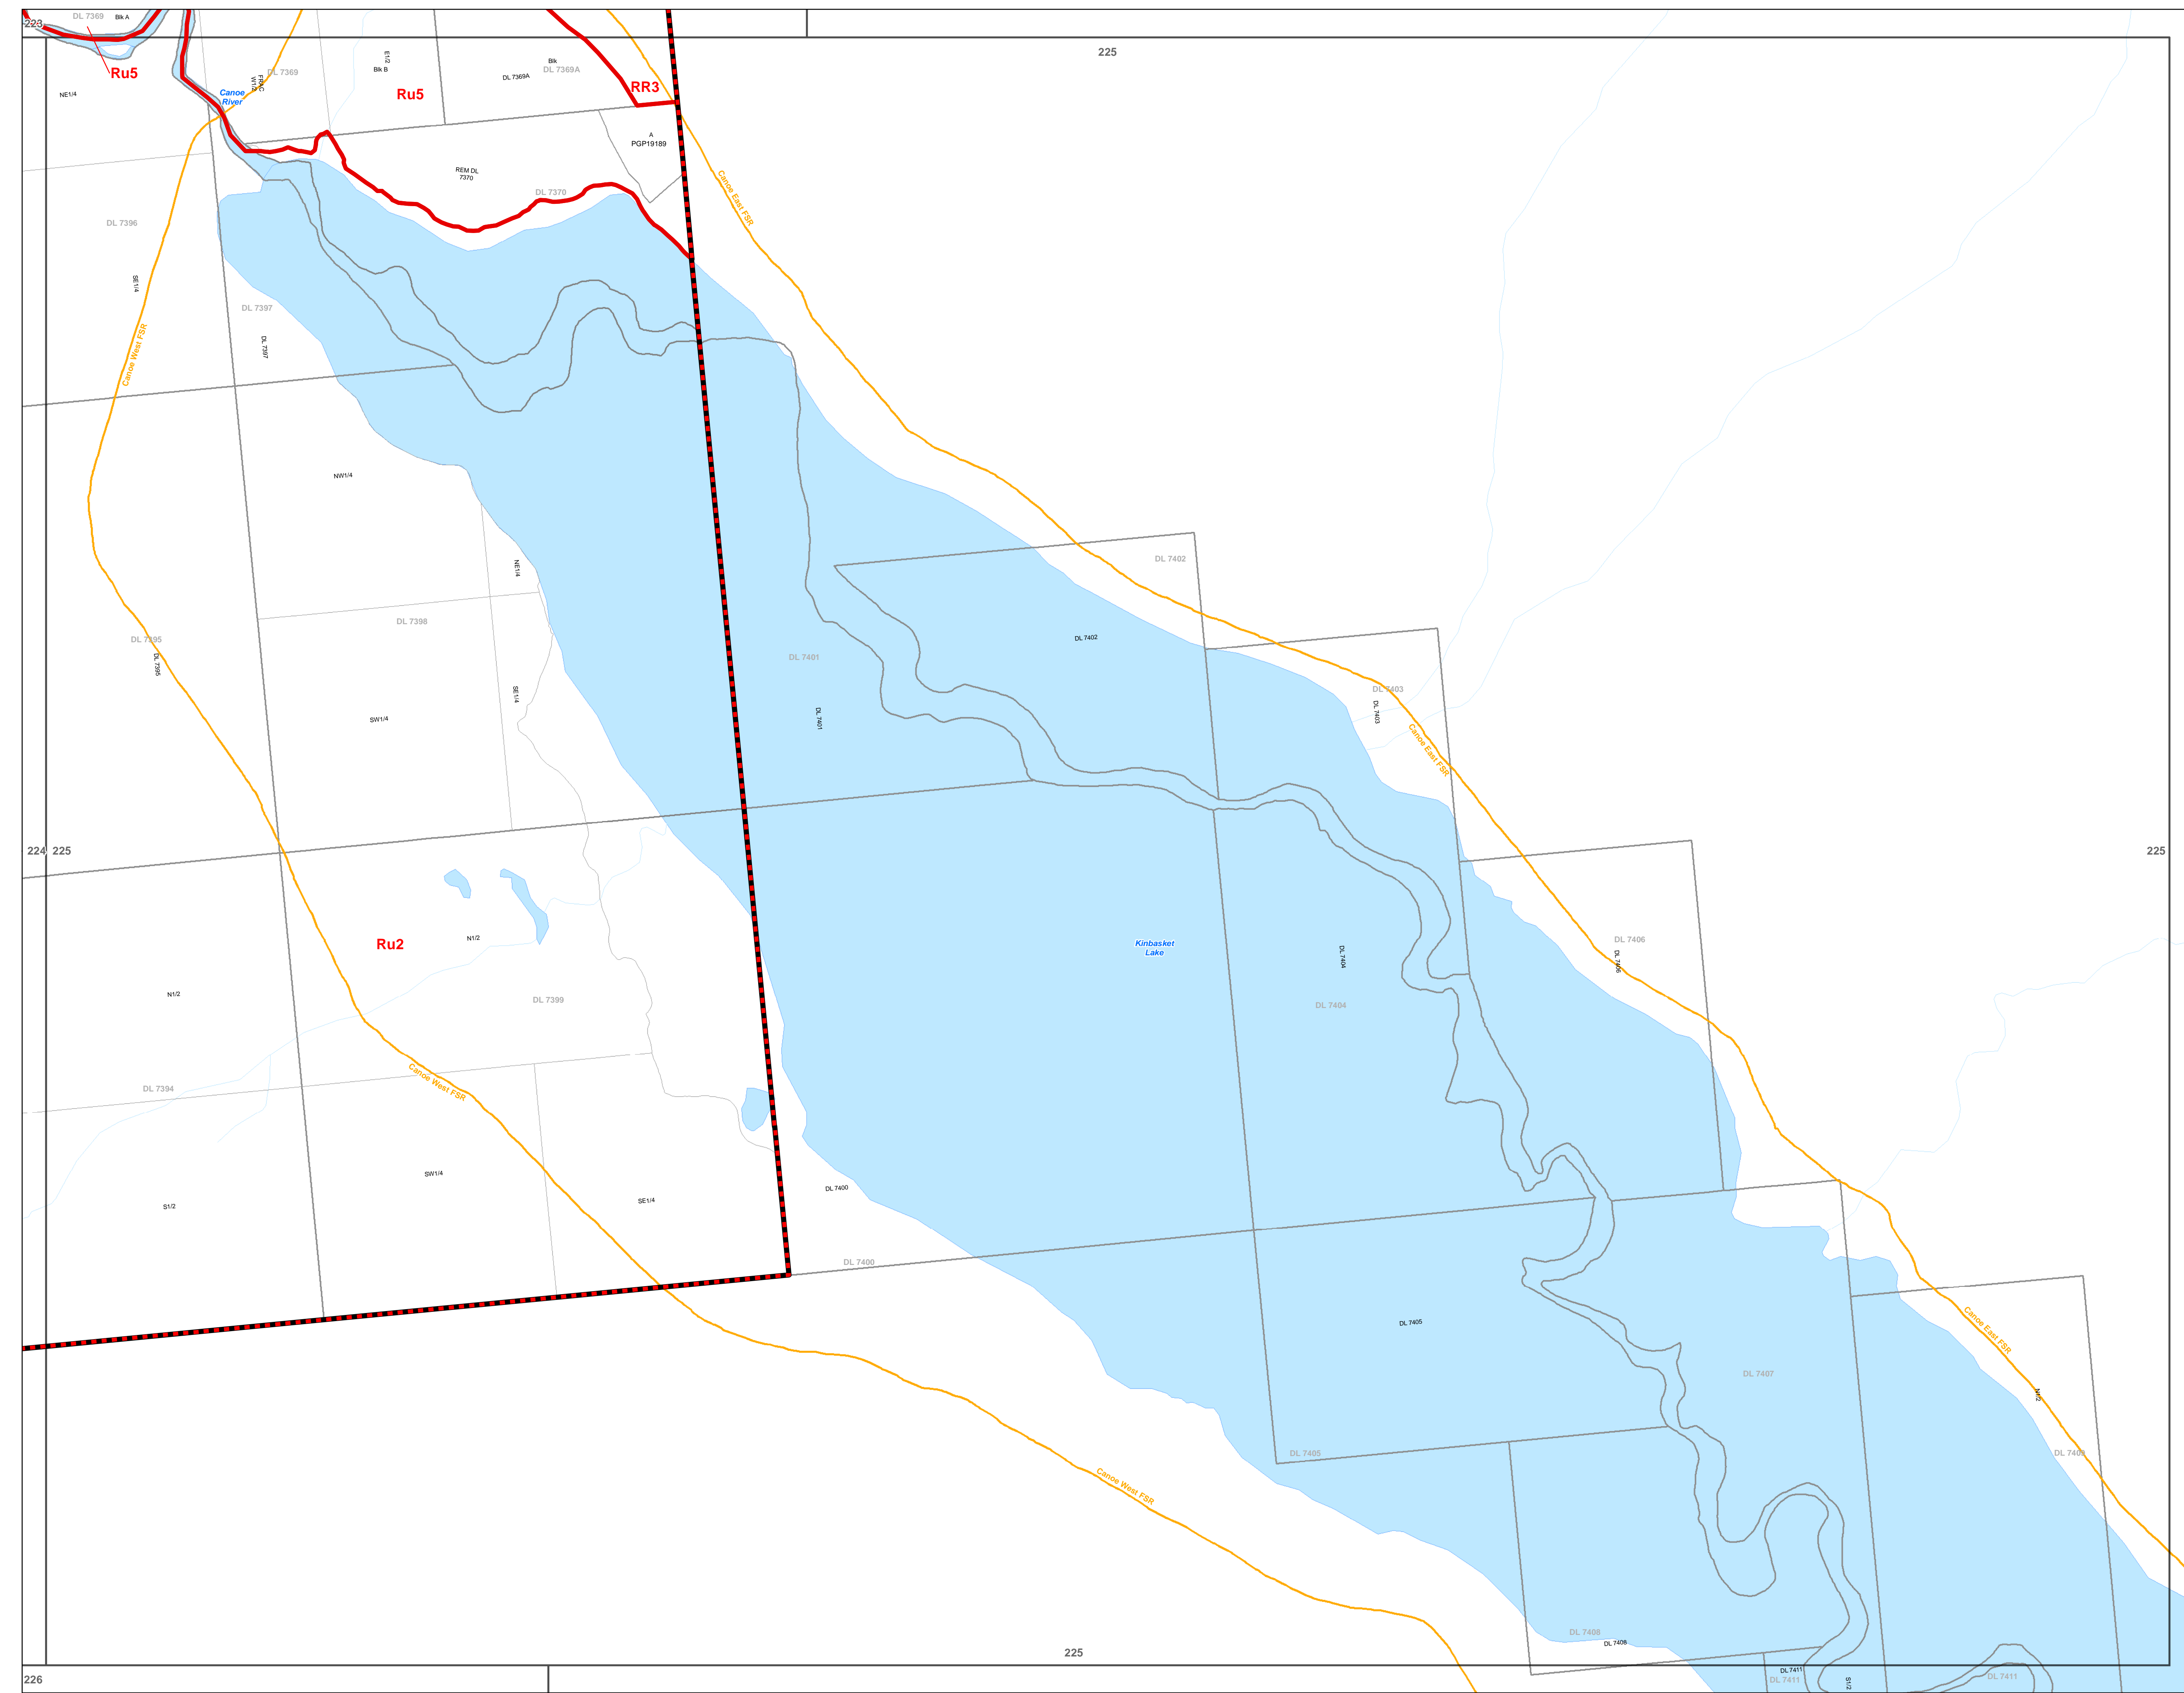 223
DL 7369
Blk A
Ru5
NE1/4
Canoe
River
FRAC
W1/2
DL 7369
E1/2
Blk B
Ru5
Blk
DL 7369A
DL 7369A
RR3
225
A
PGP19189
REM DL
7370
DL 7370
Canoe East FSR
DL 7396
SE1/4
DL 7397
DL 7397
Canoe West FSR
NW1/4
NE1/4
DL 7402
DL 7398
DL 7395
DL 7395
DL 7402
DL 7401
DL 7401
SE1/4
SW1/4
DL 7403
DL 7403
Canoe East FSR
224
225
225
Ru2
N1/2
Kinbasket
Lake
DL 7404
DL 7404
DL 7406
DL 7406
N1/2
DL 7399
DL 7394
Canoe West FSR
SW1/4
SE1/4
S1/2
DL 7400
DL 7400
DL 7405
Canoe East FSR
DL 7407
N1/2
DL 7405
DL 7409
Canoe West FSR
DL 7408
DL 7408
225
DL 7411
DL 7411
S1/2
DL 7411
226